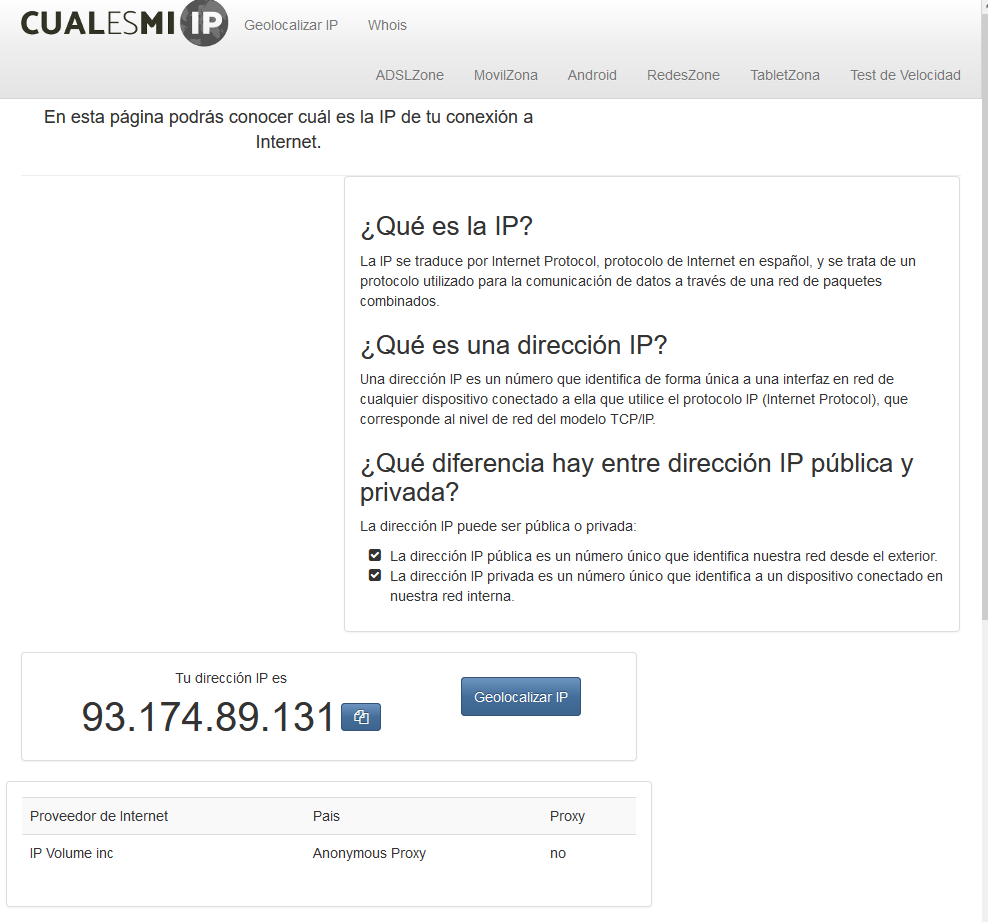 CUALESMI IP
Geolocalizar IP
Whois
ADSLZone
MovilZona
Android
RedesZone
TabletZona
Test de Velocidad
En esta página podrás conocer cuál es la IP de tu conexión a
Internet.
¿Qué es la IP?
La IP se traduce por Internet Protocol, protocolo de Internet en español, y se trata de un
protocolo utilizado para la comunicación de datos a través de una red de paquetes
combinados.
¿Qué es una dirección IP?
Una dirección IP es un número que identifica de forma única a una interfaz en red de
cualquier dispositivo conectado a ella que utilice el protocolo IP (Internet Protocol), que
corresponde al nivel de red del modelo TCP/IP.
¿Qué diferencia hay entre dirección IP pública y
privada?
La dirección IP puede ser pública o privada:
La dirección IP pública es un número único que identifica nuestra red desde el exterior.
La dirección IP privada es un número único que identifica a un dispositivo conectado en
nuestra red interna.
Tu dirección IP es
93.174.89.131
Geolocalizar IP
Proveedor de Internet
Pais
Proxy
IP Volume inc
Anonymous Proxy
no